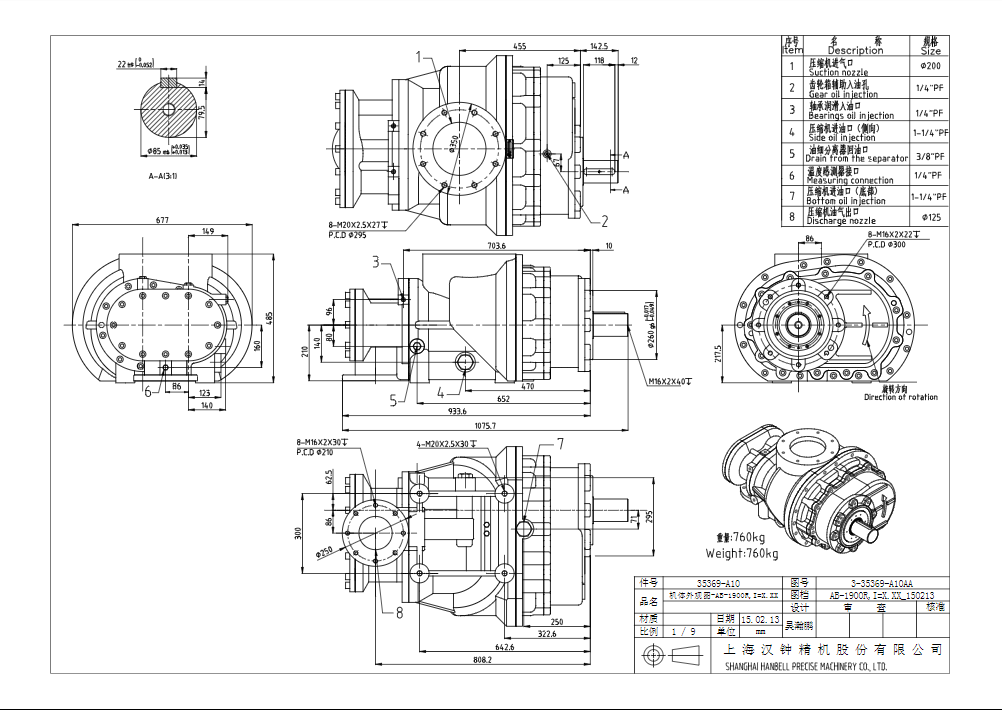 455
142.5
125
118
12
1
22
14
79.5
Φ85
A-A(3:1)
Φ350
67
A
A
2
8-M20X2.5X27
P.C.D Φ295
序号 名 称 规格
Item Description Size
1 压缩机进气口 Suction nozzle Φ200
2 齿轮箱辅助入油孔 Gear oil injection 1/4"PF
3 轴承润滑入油口 Bearings oil injection 1/4"PF
4 压缩机进油口(侧向) Side oil injection 1-1/4"PF
5 油细分离器回油口 Drain from the separator 3/8"PF
6 温度感测器接口 Measuring connection 1/4"PF
7 压缩机进油口(底部) Bottom oil injection 1-1/4"PF
8 压缩机油气出口 Discharge nozzle Φ125
677
149
485
160
6
86
123
140
703.6
10
3
96
80
140
210
Φ260
M16X2X40
5
4
470
652
933.6
1075.7
86
8-M16X2X22
P.C.D Φ300
217.5
旋转方向
Direction of rotation
8-M16X2X30
P.C.D Φ210
4-M20X2.5X30
7
62.5
86
300
Φ250
71
295
8
250
322.6
642.6
808.2
重量:760kg
Weight:760kg
件号 35369-A10 图号 3-35369-A10AA
品名 机体外观图-AB-1900R,I=X.XX 图档 AB-1900R,I=X.XX_150213
设计 审 查 核准
材质 日期 15.02.13 吴瀚鹏
比例 1 / 9 单位 mm
上海汉钟精机股份有限公司
SHANGHAI HANBELL PRECISE MACHINERY CO., LTD.